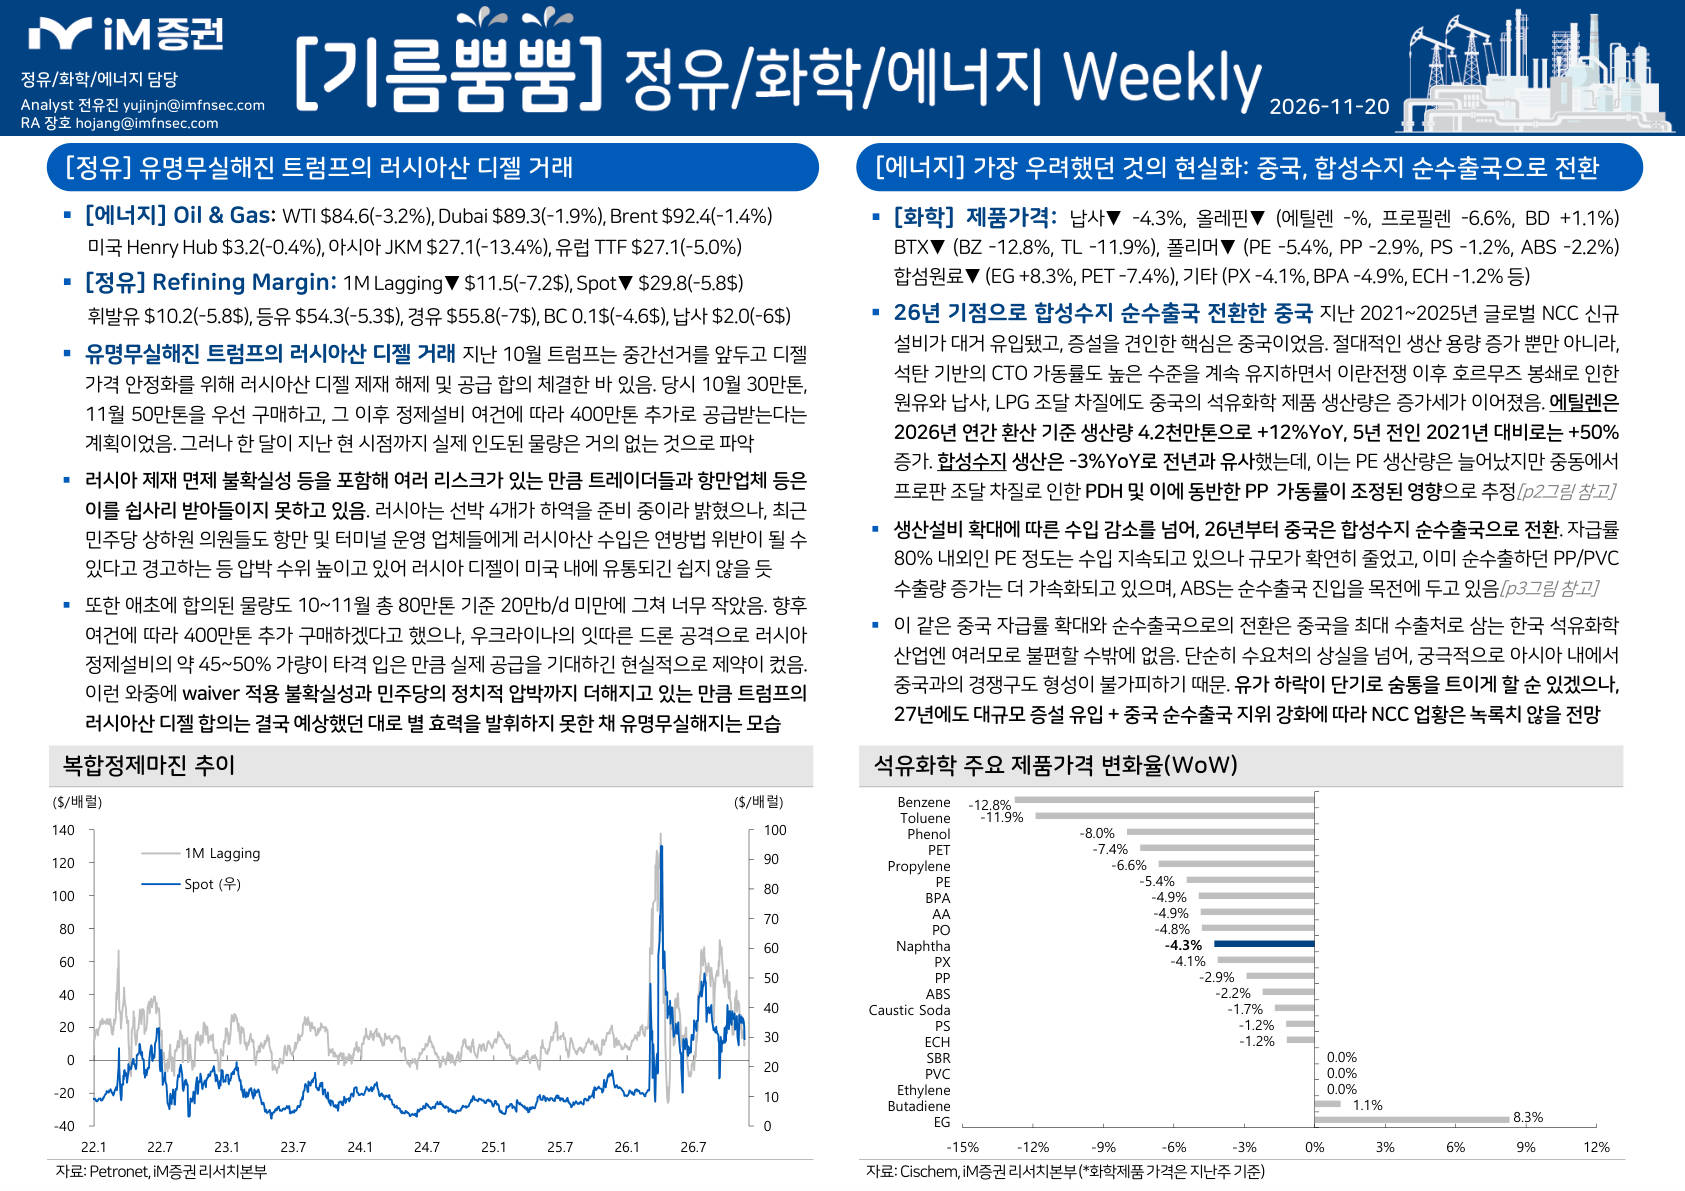 iM증권
정유/화학/에너지 담당
Analyst 전유진 yujinjn@imfnsec.com
RA 장호 hojang@imfnsec.com
[기름뿜뿜] 정유/화학/에너지 Weekly
2026-11-20
[정유] 유명무실해진 트럼프의 러시아산 디젤 거래
▪ [에너지] Oil & Gas: WTI $84.6(-3.2%), Dubai $89.3(-1.9%), Brent $92.4(-1.4%)
미국 Henry Hub $3.2(-0.4%), 아시아 JKM $27.1(-13.4%), 유럽 TTF $27.1(-5.0%)
▪ [정유] Refining Margin: 1M Lagging▼ $11.5(-7.2$), Spot▼ $29.8(-5.8$)
휘발유 $10.2(-5.8$), 등유 $54.3(-5.3$), 경유 $55.8(-7$), BC 0.1$(-4.6$), 납사 $2.0(-6$)
▪ 유명무실해진 트럼프의 러시아산 디젤 거래 지난 10월 트럼프는 중간선거를 앞두고 디젤
가격 안정화를 위해 러시아산 디젤 제재 해제 및 공급 합의 체결한 바 있음. 당시 10월 30만톤,
11월 50만톤을 우선 구매하고, 그 이후 정제설비 여건에 따라 400만톤 추가로 공급받는다는
계획이었음. 그러나 한 달이 지난 현 시점까지 실제 인도된 물량은 거의 없는 것으로 파악
▪ 러시아 제재 면제 불확실성 등을 포함해 여러 리스크가 있는 만큼 트레이더들과 항만업체 등은
이를 쉽사리 받아들이지 못하고 있음. 러시아는 선박 4개가 하역을 준비 중이라 밝혔으나, 최근
민주당 상하원 의원들도 항만 및 터미널 운영 업체들에게 러시아산 수입은 연방법 위반이 될 수
있다고 경고하는 등 압박 수위 높이고 있어 러시아 디젤이 미국 내에 유통되긴 쉽지 않을 듯
▪ 또한 애초에 합의된 물량도 10~11월 총 80만톤 기준 20만b/d 미만에 그쳐 너무 작았음. 향후
여건에 따라 400만톤 추가 구매하겠다고 했으나, 우크라이나의 잇따른 드론 공격으로 러시아
정제설비의 약 45~50% 가량이 타격 입은 만큼 실제 공급을 기대하긴 현실적으로 제약이 컸음.
이런 와중에 waiver 적용 불확실성과 민주당의 정치적 압박까지 더해지고 있는 만큼 트럼프의
러시아산 디젤 합의는 결국 예상했던 대로 별 효력을 발휘하지 못한 채 유명무실해지는 모습
복합정제마진 추이
($/배럴)
($/배럴)
140
120
100
80
60
40
20
0
-20
-40
1M Lagging
Spot (우)
100
90
80
70
60
50
40
30
20
10
0
22.1 22.7 23.1 23.7 24.1 24.7 25.1 25.7 26.1 26.7
자료: Petronet, iM증권 리서치본부
[에너지] 가장 우려했던 것의 현실화: 중국, 합성수지 순수출국으로 전환
▪ [화학] 제품가격: 납사▼ -4.3%, 올레핀▼ (에틸렌 -%, 프로필렌 -6.6%, BD +1.1%)
BTX▼ (BZ -12.8%, TL -11.9%), 폴리머▼ (PE -5.4%, PP -2.9%, PS -1.2%, ABS -2.2%)
합섬원료▼ (EG +8.3%, PET -7.4%), 기타 (PX -4.1%, BPA -4.9%, ECH -1.2% 등)
▪ 26년 기점으로 합성수지 순수출국 전환한 중국 지난 2021~2025년 글로벌 NCC 신규
설비가 대거 유입됐고, 증설을 견인한 핵심은 중국이었음. 절대적인 생산 용량 증가 뿐만 아니라,
석탄 기반의 CTO 가동률도 높은 수준을 계속 유지하면서 이란전쟁 이후 호르무즈 봉쇄로 인한
원유와 납사, LPG 조달 차질에도 중국의 석유화학 제품 생산량은 증가세가 이어졌음. 에틸렌은
2026년 연간 환산 기준 생산량 4.2천만톤으로 +12%YoY, 5년 전인 2021년 대비로는 +50%
증가. 합성수지 생산은 -3%YoY로 전년과 유사했는데, 이는 PE 생산량은 늘어났지만 중동에서
프로판 조달 차질로 인한 PDH 및 이에 동반한 PP 가동률이 조정된 영향으로 추정[p2그림 참고]
▪ 생산설비 확대에 따른 수입 감소를 넘어, 26년부터 중국은 합성수지 순수출국으로 전환. 자급률
80% 내외인 PE 정도는 수입 지속되고 있으나 규모가 확연히 줄었고, 이미 순수출하던 PP/PVC
수출량 증가는 더 가속화되고 있으며, ABS는 순수출국 진입을 목전에 두고 있음[p3그림 참고]
▪ 이 같은 중국 자급률 확대와 순수출국으로의 전환은 중국을 최대 수출처로 삼는 한국 석유화학
산업엔 여러모로 불편할 수밖에 없음. 단순히 수요처의 상실을 넘어, 궁극적으로 아시아 내에서
중국과의 경쟁구도 형성이 불가피하기 때문. 유가 하락이 단기로 숨통을 트이게 할 순 있겠으나,
27년에도 대규모 증설 유입 + 중국 순수출국 지위 강화에 따라 NCC 업황은 녹록치 않을 전망
석유화학 주요 제품가격 변화율(WoW)
Benzene -12.8%
Toluene -11.9%
Phenol -8.0%
PET -7.4%
Propylene -6.6%
PE -5.4%
BPA -4.9%
AA -4.9%
PO -4.8%
Naphtha -4.3%
PX -4.1%
PP -2.9%
ABS -2.2%
Caustic Soda -1.7%
PS -1.2%
ECH -1.2%
SBR 0.0%
PVC 0.0%
Ethylene 0.0%
Butadiene 1.1%
EG 8.3%
-15% -12% -9% -6% -3% 0% 3% 6% 9% 12%
자료: Cischem, iM증권 리서치본부 (*화학제품 가격은 지난주 기준)